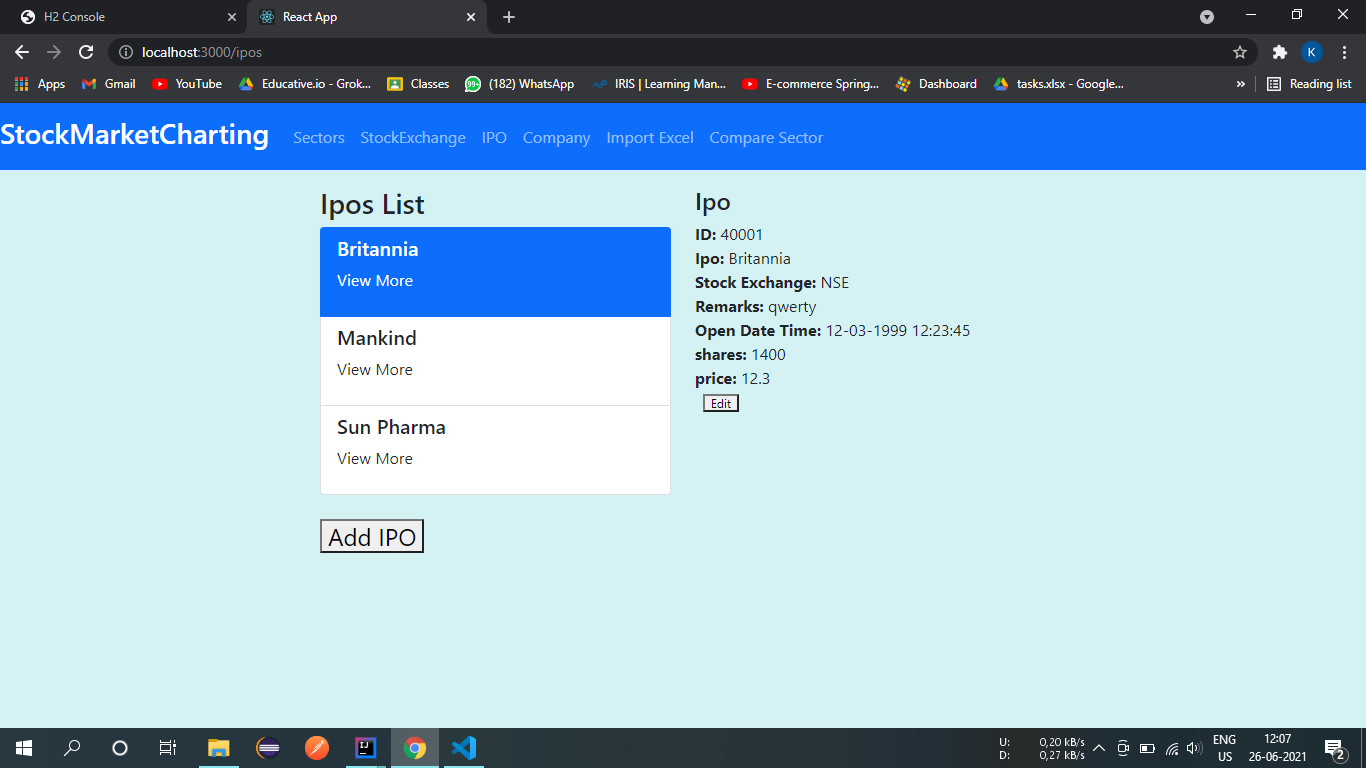 H2 Console
React App
localhost:3000/ipos
K
Apps
Gmail
YouTube
Educative.io - Grok...
Classes
99+
(182) WhatsApp
IRIS | Learning Man...
E-commerce Spring...
Dashboard
tasks.xlsx - Google...
»
Reading list
StockMarketCharting
Sectors
StockExchange
IPO
Company
Import Excel
Compare Sector
Ipos List
Britannia
View More
Mankind
View More
Sun Pharma
View More
Add IPO
Ipo
ID: 40001
Ipo: Britannia
Stock Exchange: NSE
Remarks: qwerty
Open Date Time: 12-03-1999 12:23:45
shares: 1400
price: 12.3
Edit
IJ
U: 0,20 kB/s
D: 0,27 kB/s
ENG
US
12:07
26-06-2021
2